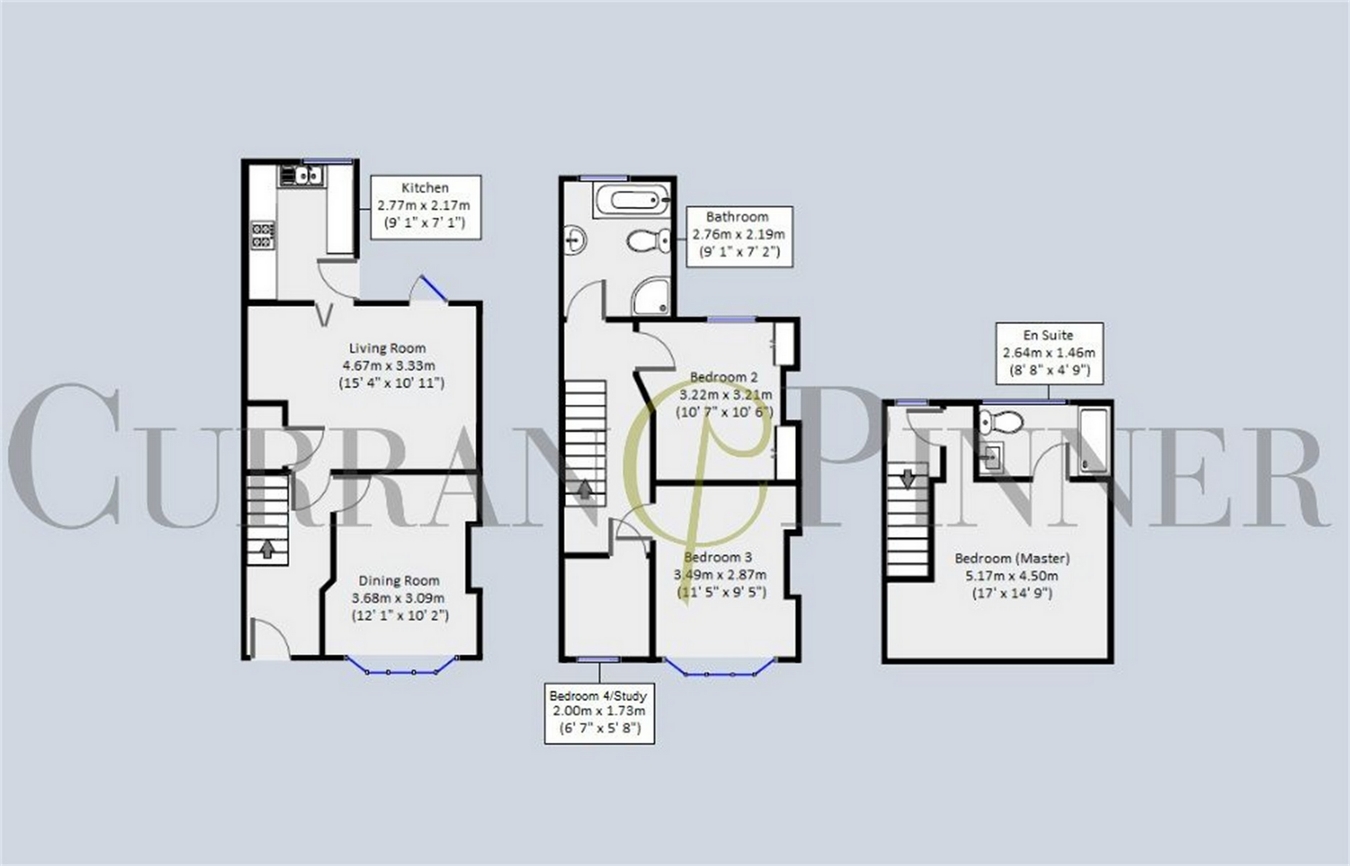 Kitchen
2.77m x 2.17m
(9' 1" x 7' 1")
Living Room
4.67m x 3.33m
(15' 4" x 10' 11")
Dining Room
3.68m x 3.09m
(12' 1" x 10' 2")
Bathroom
2.76m x 2.19m
(9' 1" x 7' 2")
Bedroom 2
3.22m x 3.21m
(10' 7" x 10' 6")
Bedroom 3
3.49m x 2.87m
(11' 5" x 9' 5")
Bedroom 4/Study
2.00m x 1.73m
(6' 7" x 5' 8")
En Suite
2.64m x 1.46m
(8' 8" x 4' 9")
Bedroom (Master)
5.17m x 4.50m
(17' x 14' 9")
CURRAN PINNER